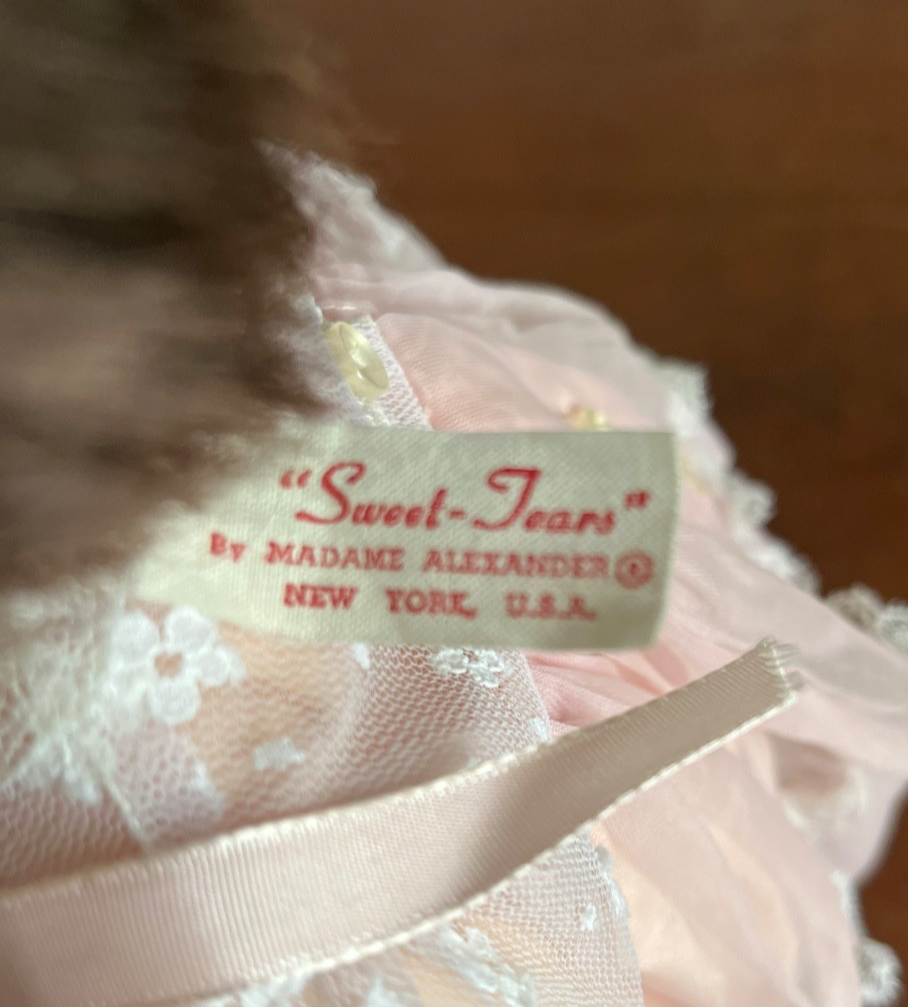 "Sweet-Tears"
By MADAME ALEXANDER ©
NEW YORK, U.S.A.